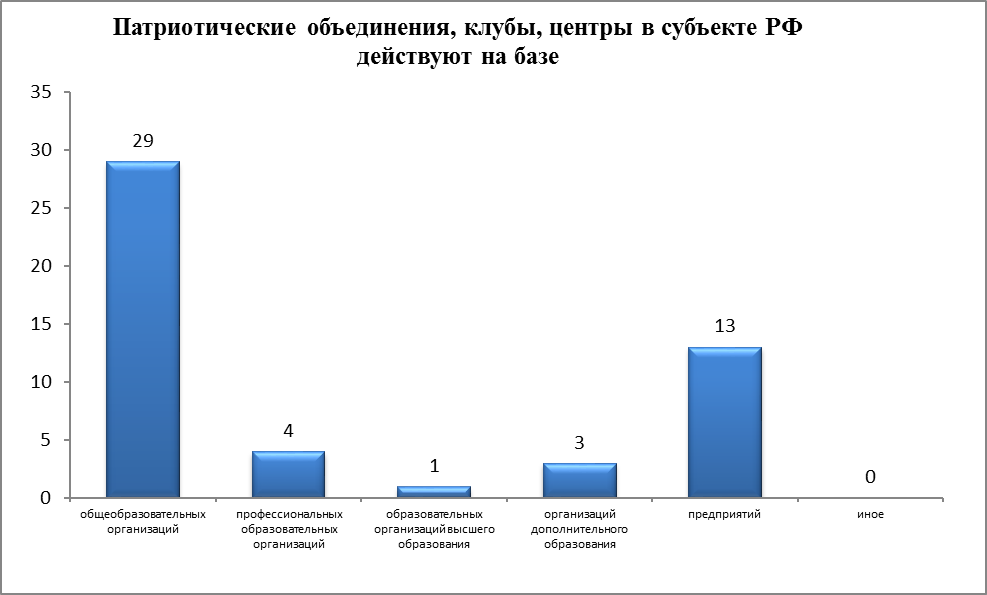 Патриотические объединения, клубы, центры в субъекте РФ
действуют на базе
35
30
25
20
15
10
5
0
29
4
1
3
13
0
общеобразовательных
организаций
профессиональных
образовательных
организаций
образовательных
организаций высшего
образования
организаций
дополнительного
образования
предприятий
иное